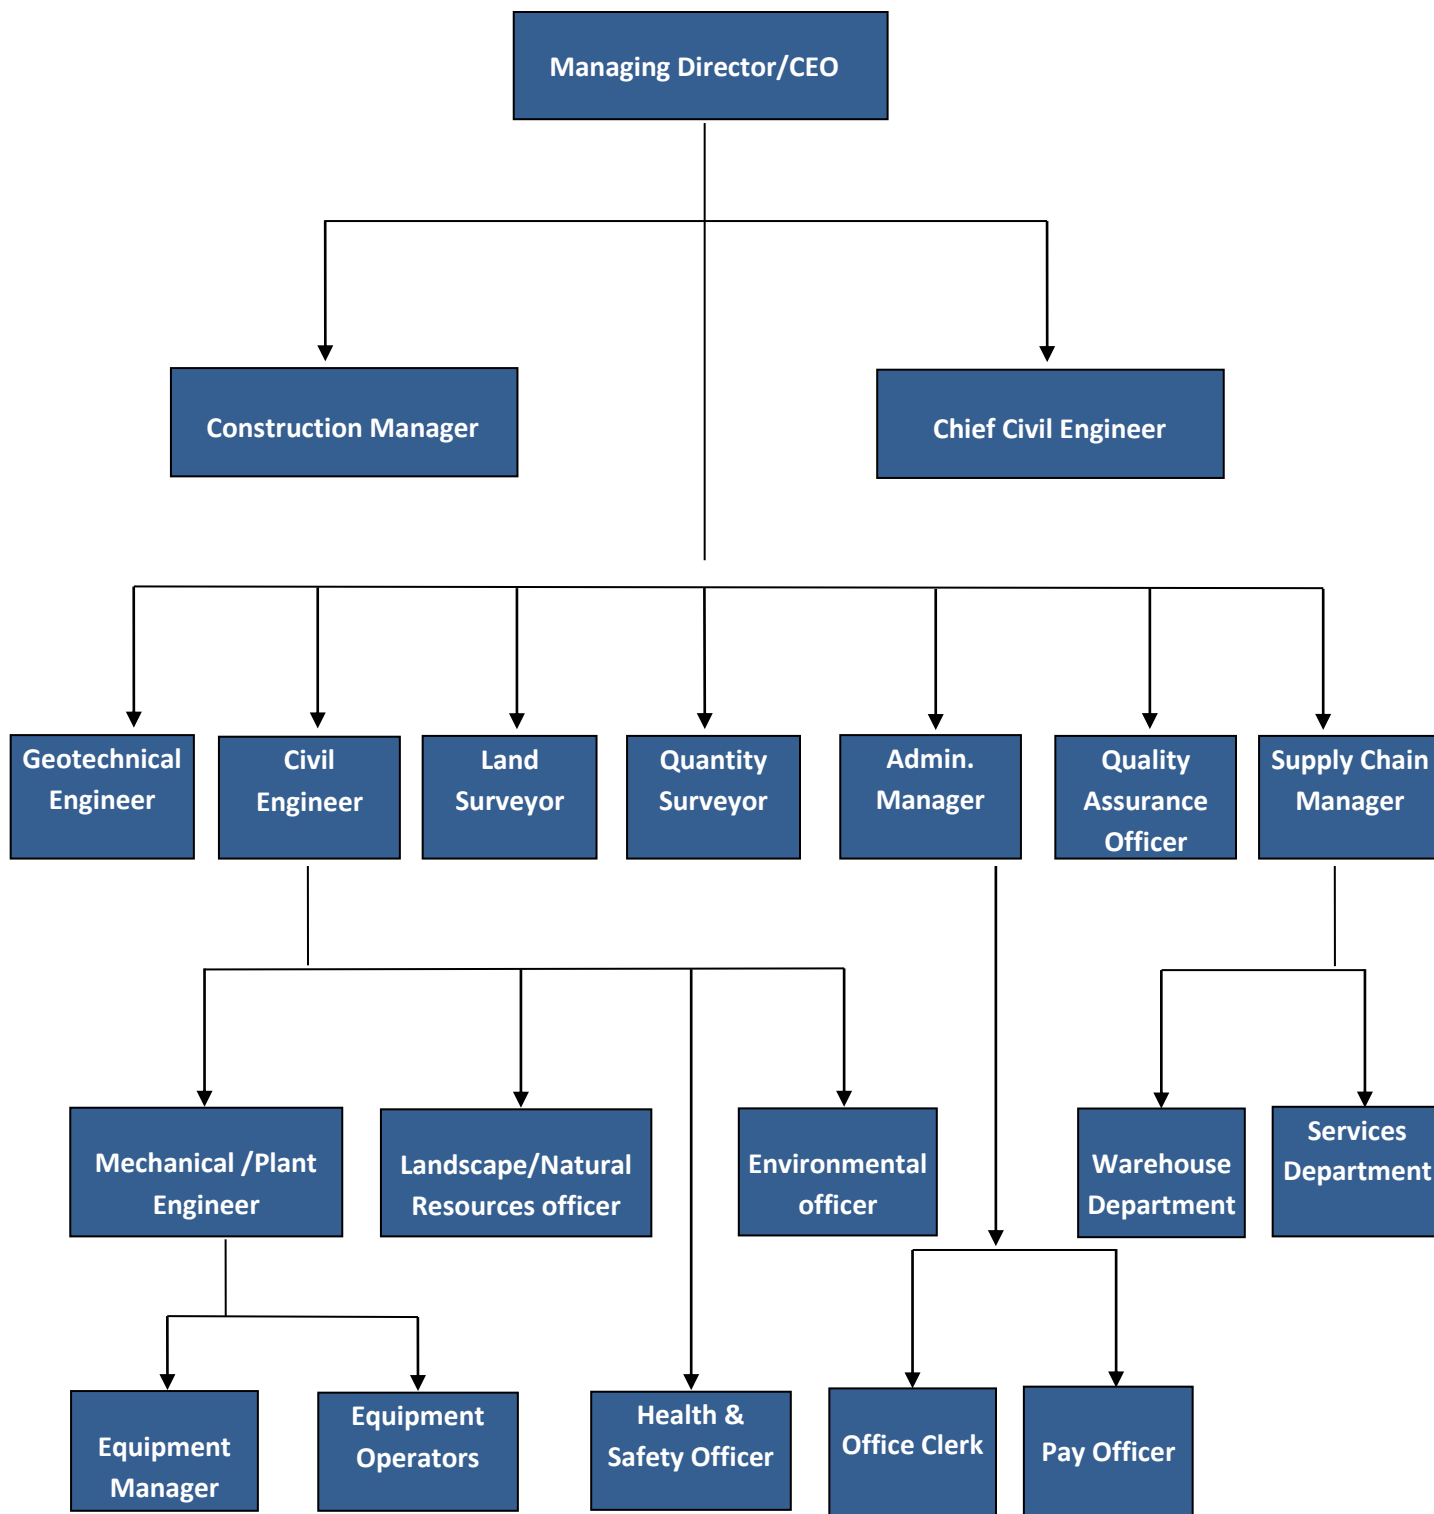 Managing Director/CEO
Construction Manager
Chief Civil Engineer
Geotechnical
Engineer
Civil
Engineer
Land
Surveyor
Quantity
Surveyor
Admin.
Manager
Quality
Assurance
Officer
Supply Chain
Manager
Mechanical /Plant
Engineer
Landscape/Natural
Resources officer
Environmental
officer
Warehouse
Department
Services
Department
Equipment
Manager
Equipment
Operators
Health &
Safety Officer
Office Clerk
Pay Officer